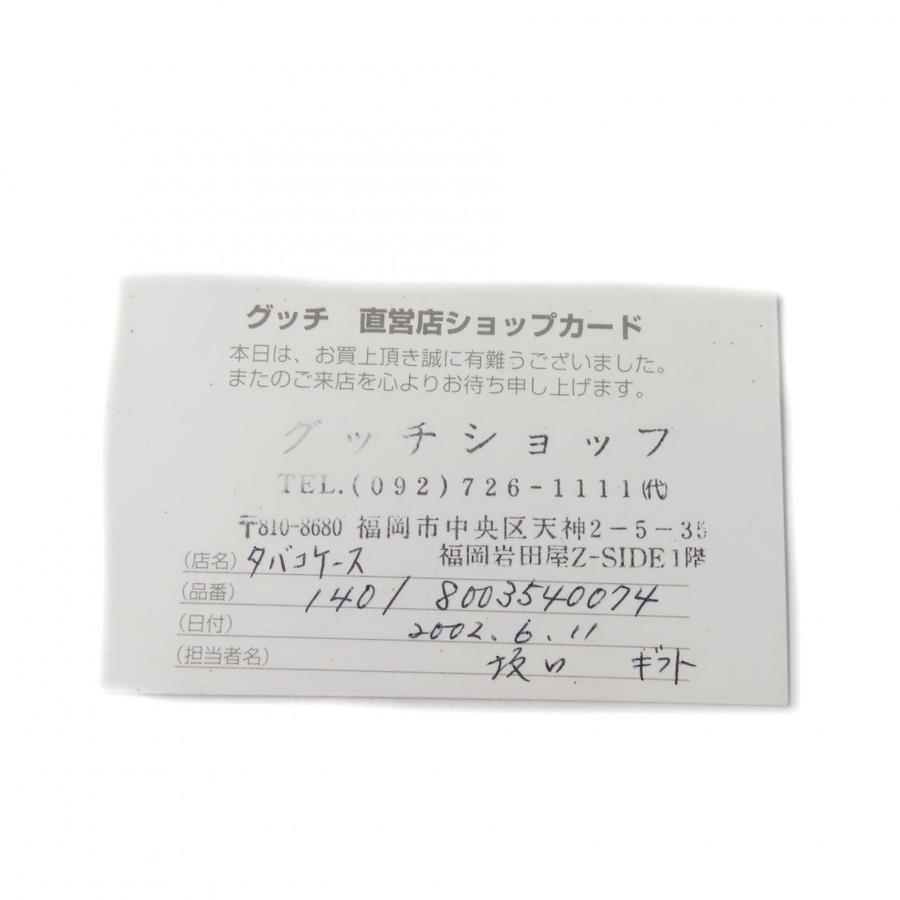 グッチ 直営店ショップカード
本日は、お買上頂き誠に有難うございました。
またのご来店を心よりお待ち申し上げます。
グッチショップ
TEL.(092)726-1111㈹
〒810-8680 福岡市中央区天神2-5-35
福岡岩田屋Z-SIDE1階
(店名) タバコケース
(品番) 140/ 8003540074
(日付) 2002.6.11
(担当者名) 坂口 ギフト